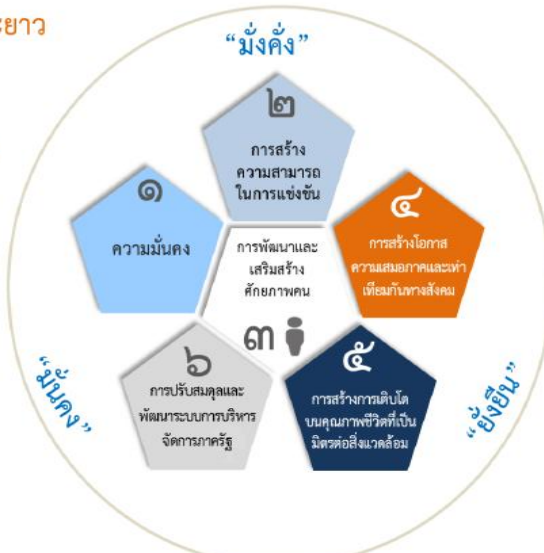 “มั่งคั่ง”
๒
การสร้าง
ความสามารถ
ในการแข่งขัน
๑
ความมั่นคง
๔
การสร้างโอกาส
ความเสมอภาคและเท่า
เทียมกันทางสังคม
การพัฒนาและ
เสริมสร้าง
ศักยภาพคน
๓
๖
การปรับสมดุลและ
พัฒนาระบบการบริหาร
จัดการภาครัฐ
๕
การสร้างการเติบโต
บนคุณภาพชีวิตที่เป็น
มิตรต่อสิ่งแวดล้อม
“มั่นคง”
“ยั่งยืน”